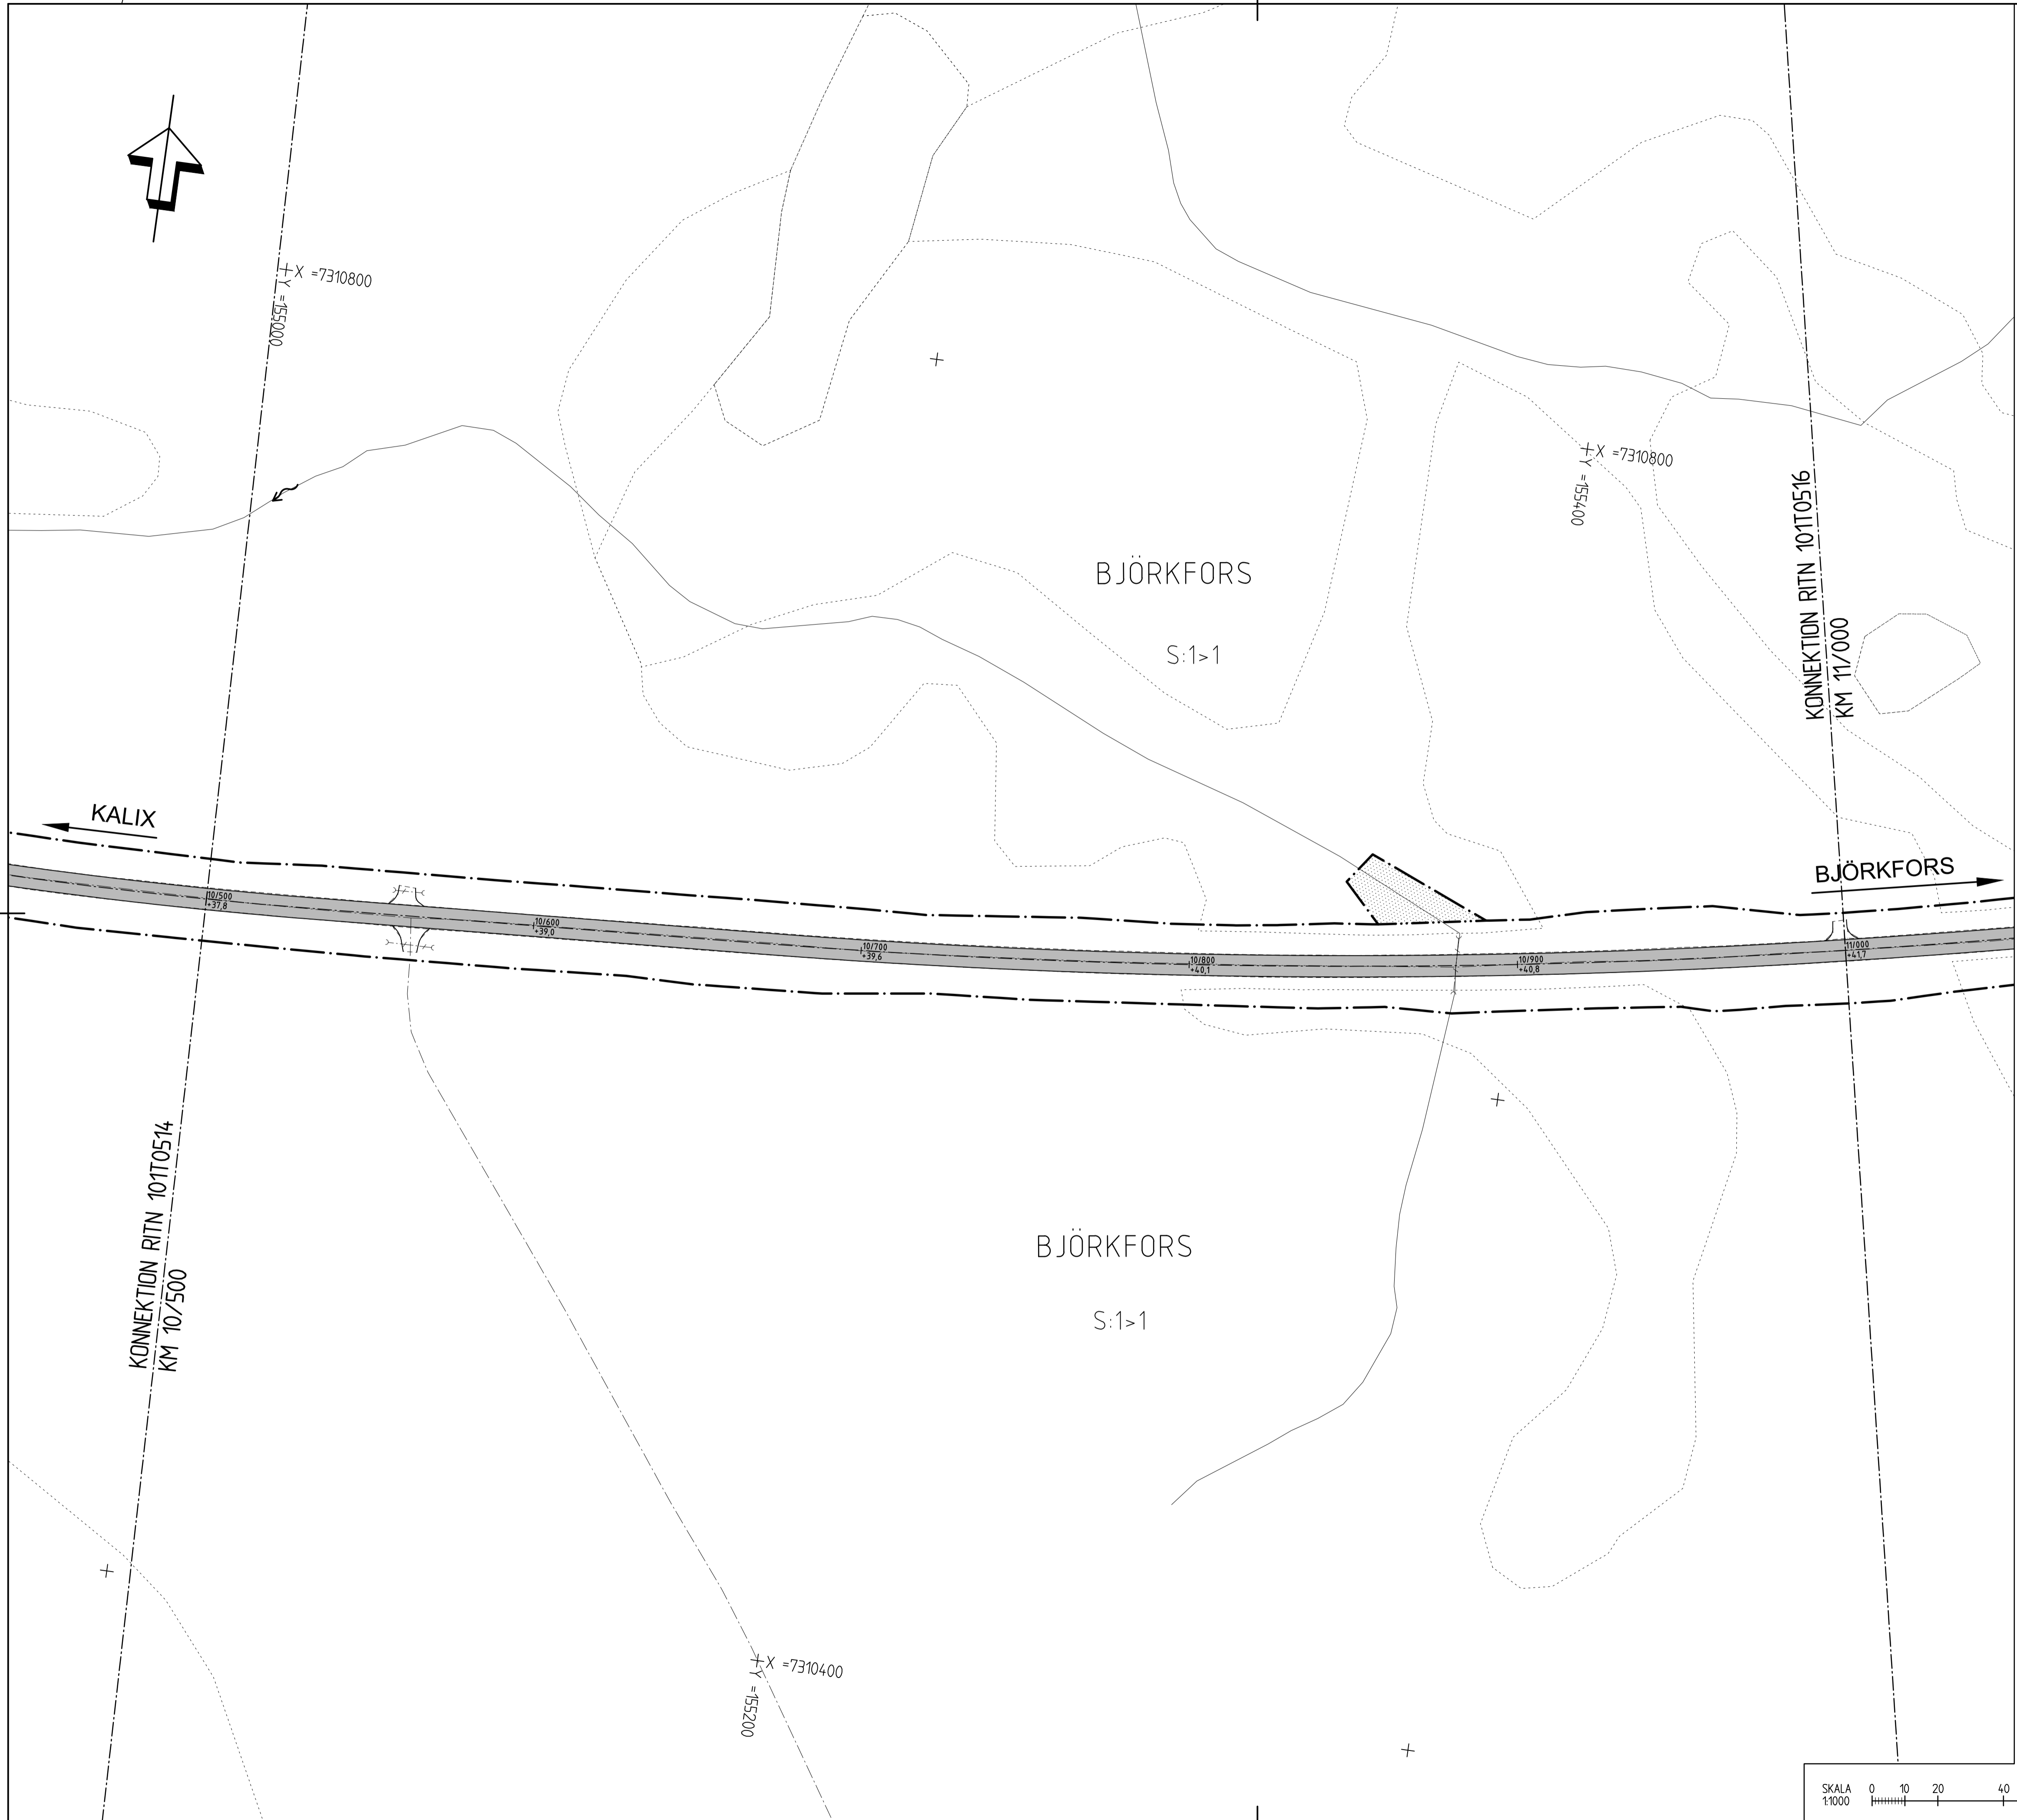 X =7310800
Y =155000
X =7310800
Y =155400
KONNEKTION RITN 101T0516
KM 11/000
BJÖRKFORS
S:1>1
KALIX
BJÖRKFORS
10/500
+37,8
10/600
+39,0
10/700
+39,6
10/800
+40,1
10/900
+40,8
11/000
+41,7
KONNEKTION RITN 101T0514
KM 10/500
BJÖRKFORS
S:1>1
X =7310400
Y =155200
SKALA 0 10 20 40
1:1000